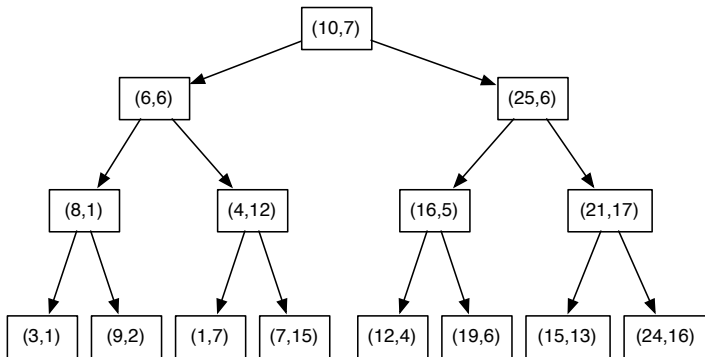 (10,7)
(6,6) (25,6)
(8,1) (4,12) (16,5) (21,17)
(3,1) (9,2) (1,7) (7,15) (12,4) (19,6) (15,13) (24,16)